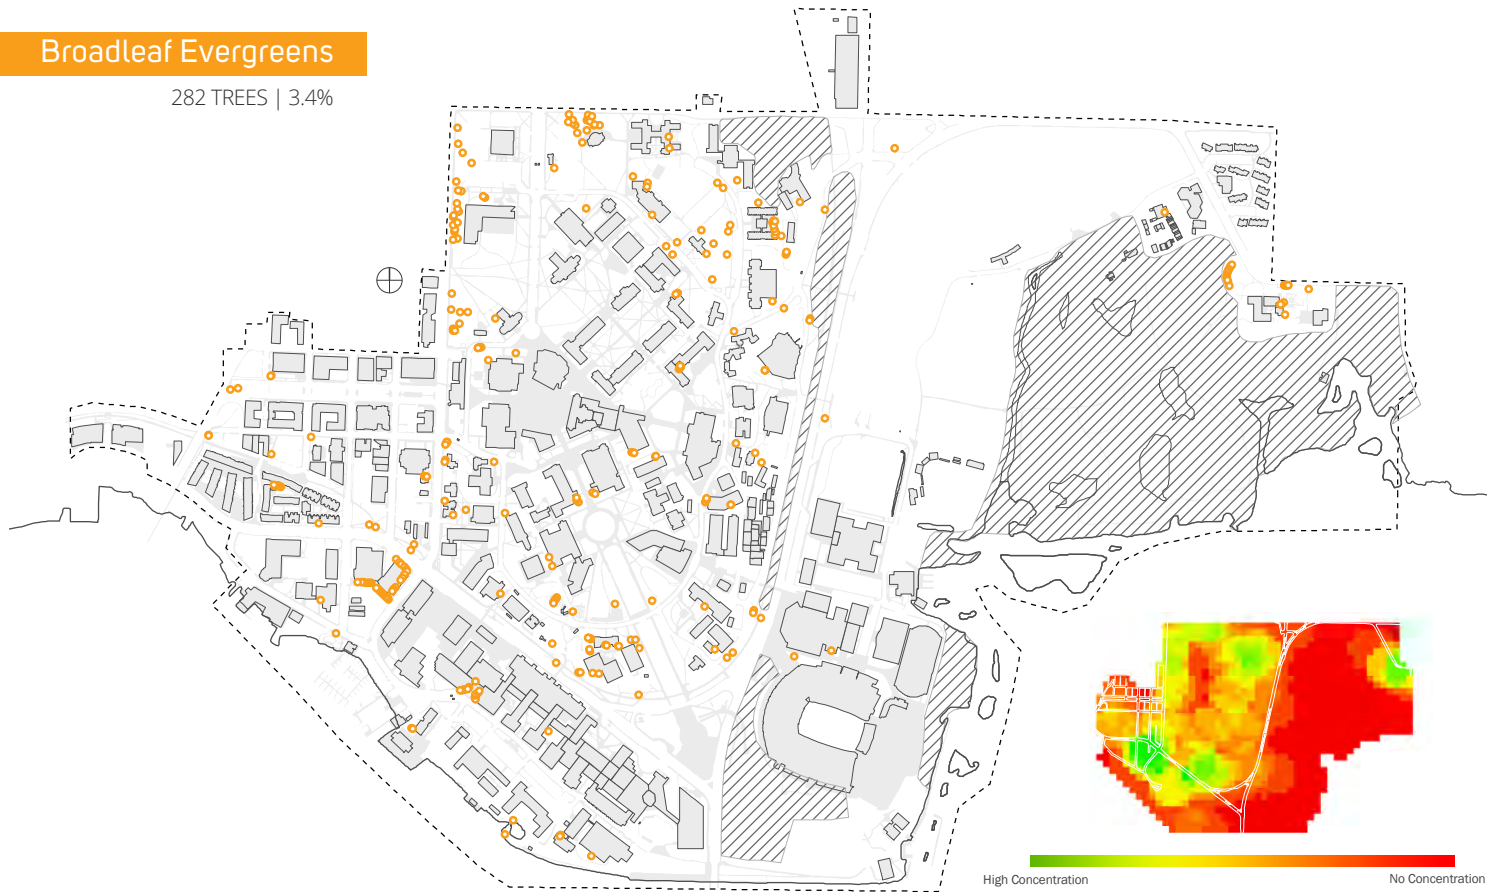 Broadleaf Evergreens
282 TREES | 3.4%
High Concentration
No Concentration